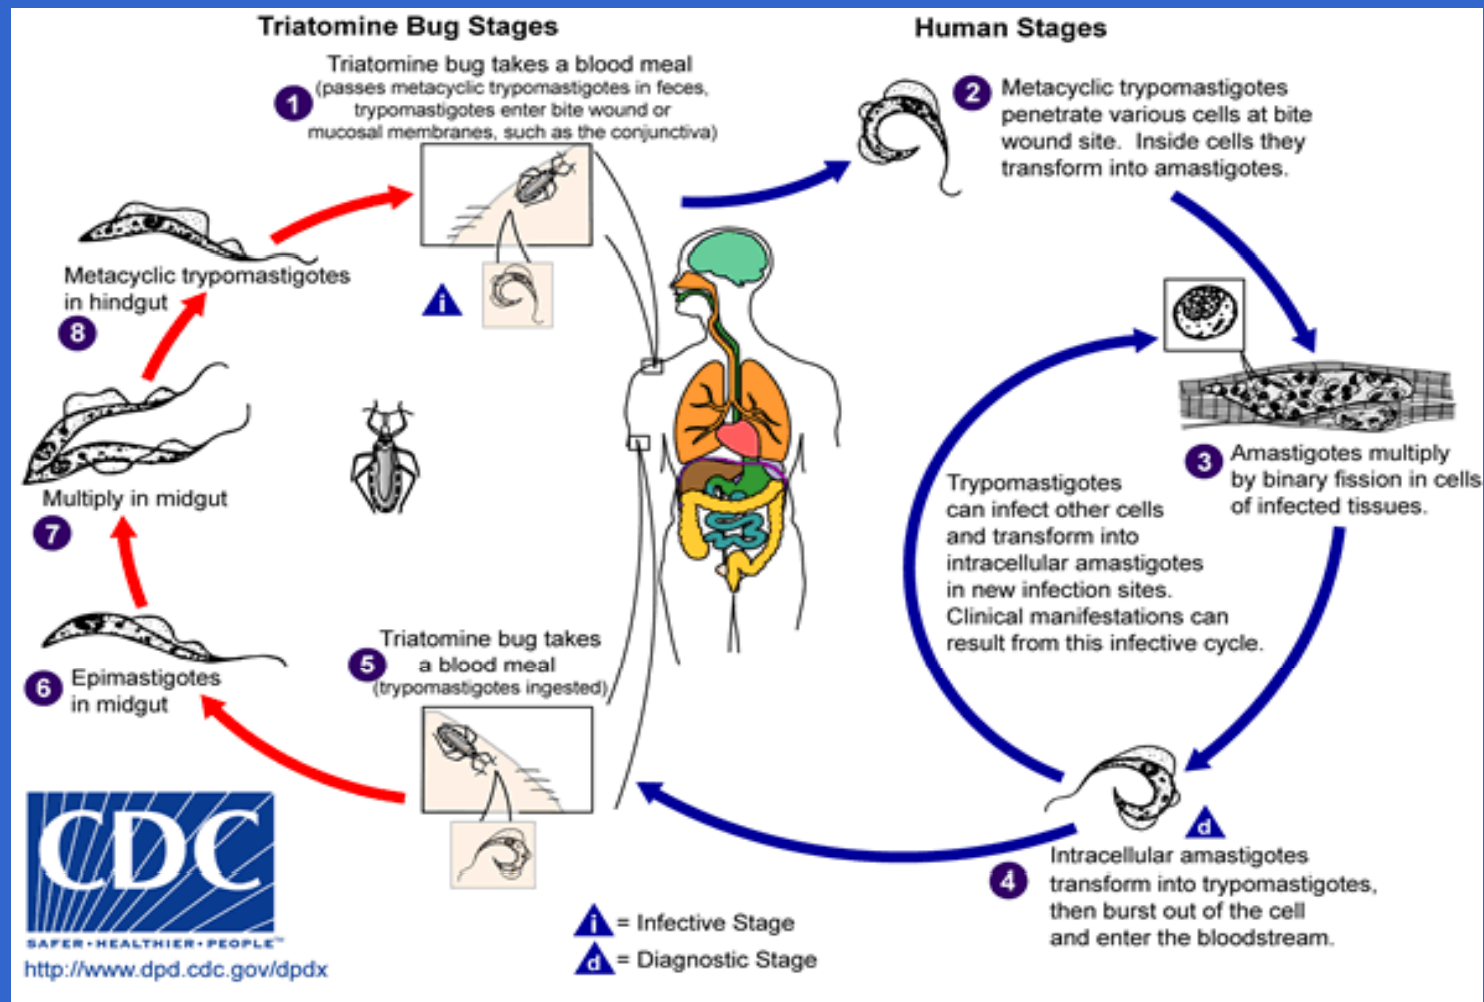 Triatomine Bug Stages
Human Stages
1
Triatomine bug takes a blood meal
(passes metacyclic trypomastigotes in feces,
trypomastigotes enter bite wound or
mucosal membranes, such as the conjunctiva)
i
2
Metacyclic trypomastigotes
penetrate various cells at bite
wound site. Inside cells they
transform into amastigotes.
3
Amastigotes multiply
by binary fission in cells
of infected tissues.
Trypomastigotes
can infect other cells
and transform into
intracellular amastigotes
in new infection sites.
Clinical manifestations can
result from this infective cycle.
d
4
Intracellular amastigotes
transform into trypomastigotes,
then burst out of the cell
and enter the bloodstream.
5
Triatomine bug takes
a blood meal
(trypomastigotes ingested)
6
Epimastigotes
in midgut
Multiply in midgut
7
Metacyclic trypomastigotes
in hindgut
8
i = Infective Stage
d = Diagnostic Stage
CDC
SAFER•HEALTHIER•PEOPLE™
http://www.dpd.cdc.gov/dpdx